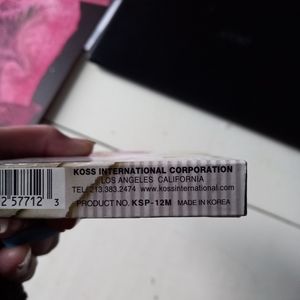 KOSS INTERNATIONAL CORPORATION
LOS ANGELES CALIFORNIA
TEL: 213.383.2474 www.kossinternational.com
2 57712 3
PRODUCT NO. KSP-12M MADE IN KOREA